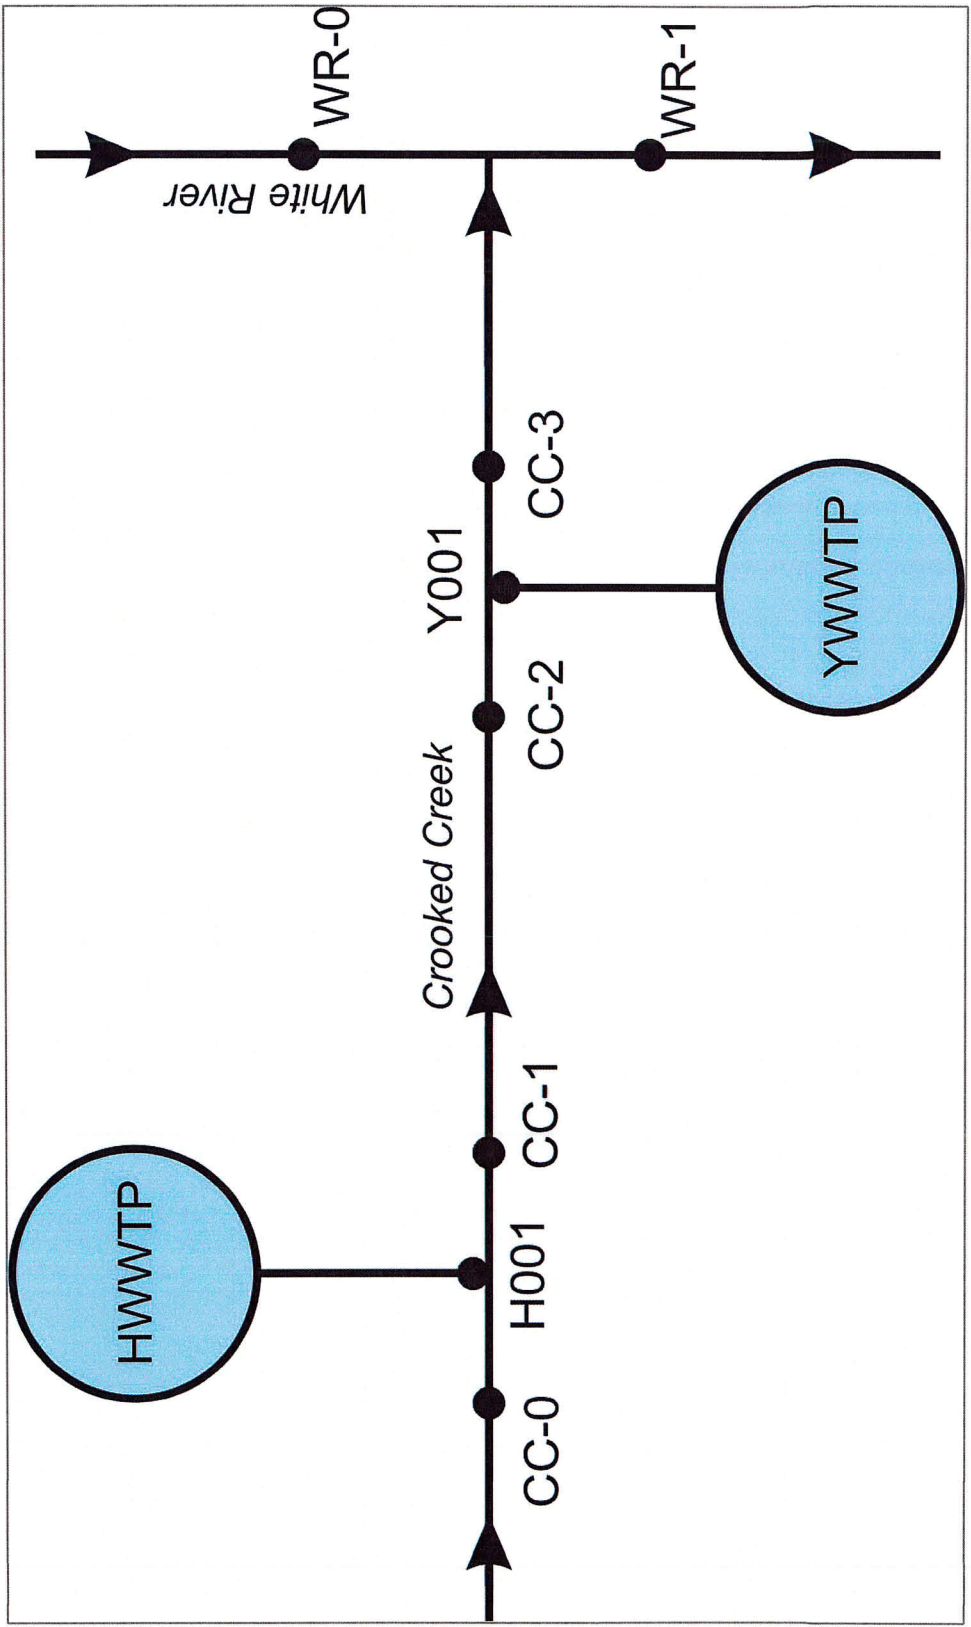 HWWTP
CC-0
H001
CC-1
Crooked Creek
CC-2
Y001
CC-3
YWWTP
White River
WR-0
WR-1